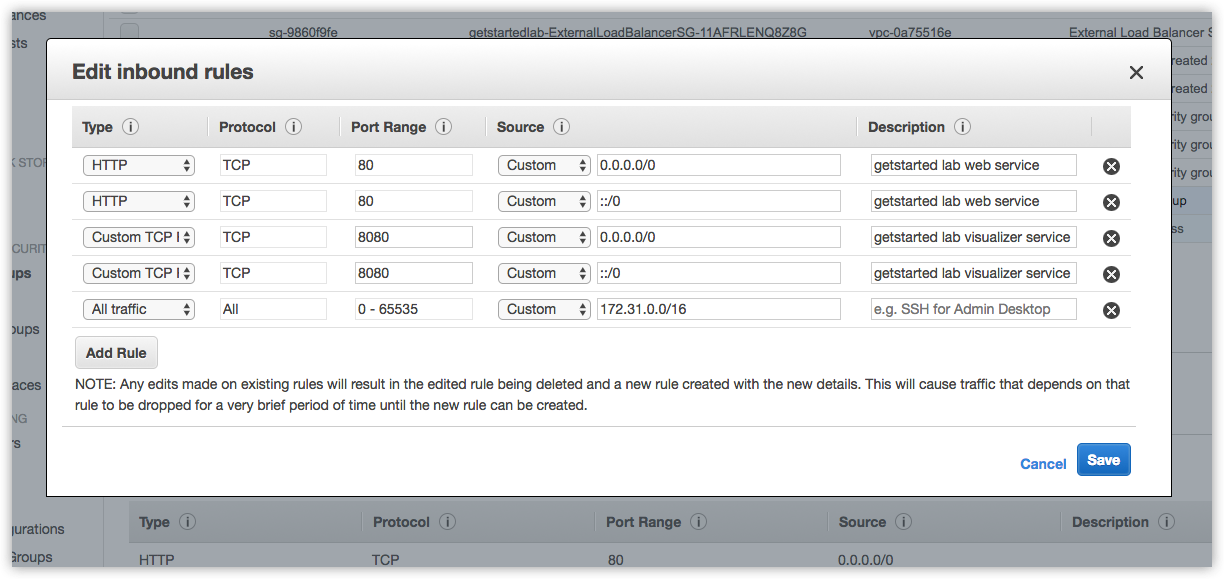 ances
sts
sg-9860f9fe getstartedlab-ExternalLoadBalancerSG-11AFRLENQ8Z8G vpc-0a75516e External Load Balancer S
Edit inbound rules
reated
reated
Type Protocol Port Range Source Description
rity grou
HTTP TCP 80 Custom 0.0.0.0/0 getstarted lab web service
K STOR
HTTP TCP 80 Custom ::/0 getstarted lab web service
up
Custom TCP TCP 8080 Custom 0.0.0.0/0 getstarted lab visualizer service
CURIT
ups
Custom TCP TCP 8080 Custom ::/0 getstarted lab visualizer service
All traffic All 0 - 65535 Custom 172.31.0.0/16 e.g. SSH for Admin Desktop
oups
Add Rule
aces
NOTE: Any edits made on existing rules will result in the edited rule being deleted and a new rule created with the new details. This will cause traffic that depends on that
rule to be dropped for a very brief period of time until the new rule can be created.
NG
rs
Cancel Save
gurations
Type Protocol Port Range Source Description
Groups
HTTP TCP 80 0.0.0.0/0